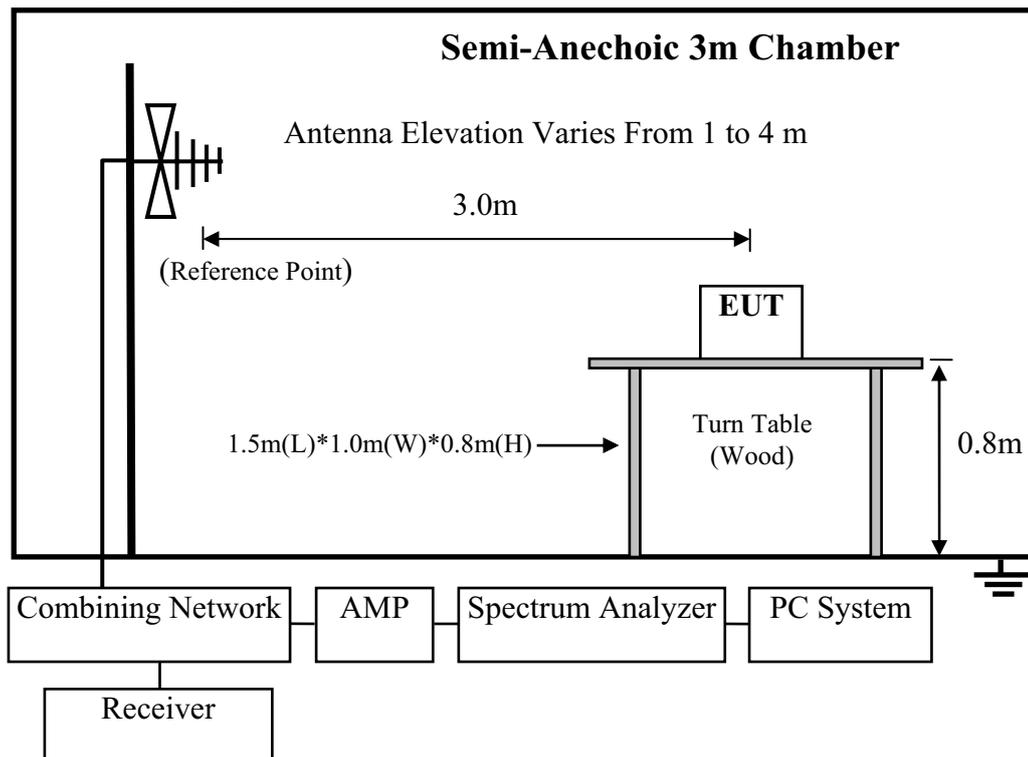 Semi-Anechoic 3m Chamber
Antenna Elevation Varies From 1 to 4 m
3.0m
(Reference Point)
EUT
Turn Table
(Wood)
1.5m(L)*1.0m(W)*0.8m(H)
0.8m
Combining Network
AMP
Spectrum Analyzer
PC System
Receiver